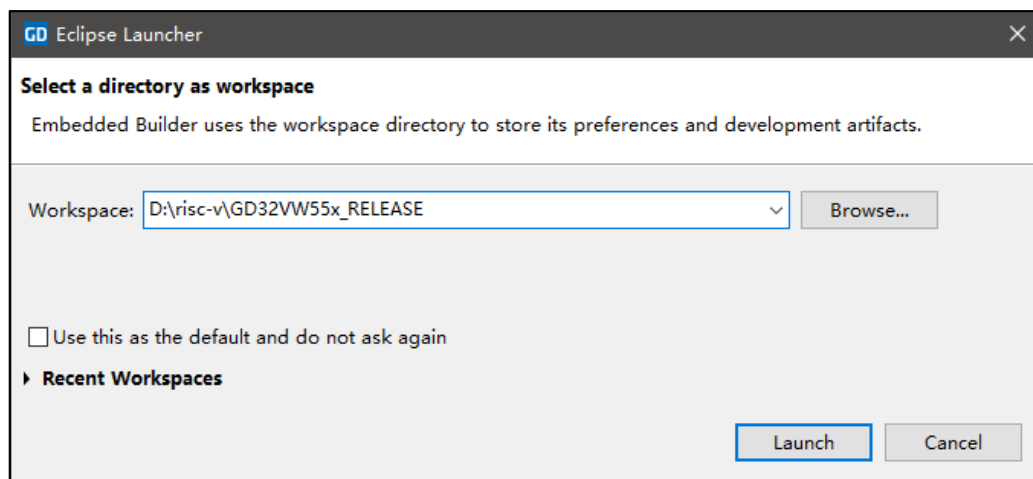 GD Eclipse Launcher
Select a directory as workspace
Embedded Builder uses the workspace directory to store its preferences and development artifacts.
Workspace: D:\risc-v\GD32VW55x_RELEASE Browse...
Use this as the default and do not ask again
Recent Workspaces
Launch Cancel